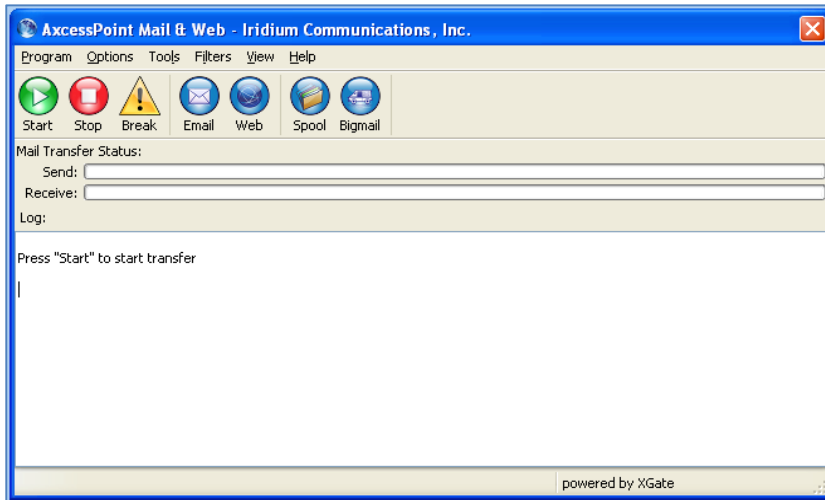 AxcessPoint Mail & Web - Iridium Communications, Inc.
Program Options Tools Filters View Help
Start Stop Break Email Web Spool Bigmail
Mail Transfer Status:
Send:
Receive:
Log:
Press "Start" to start transfer
powered by XGate